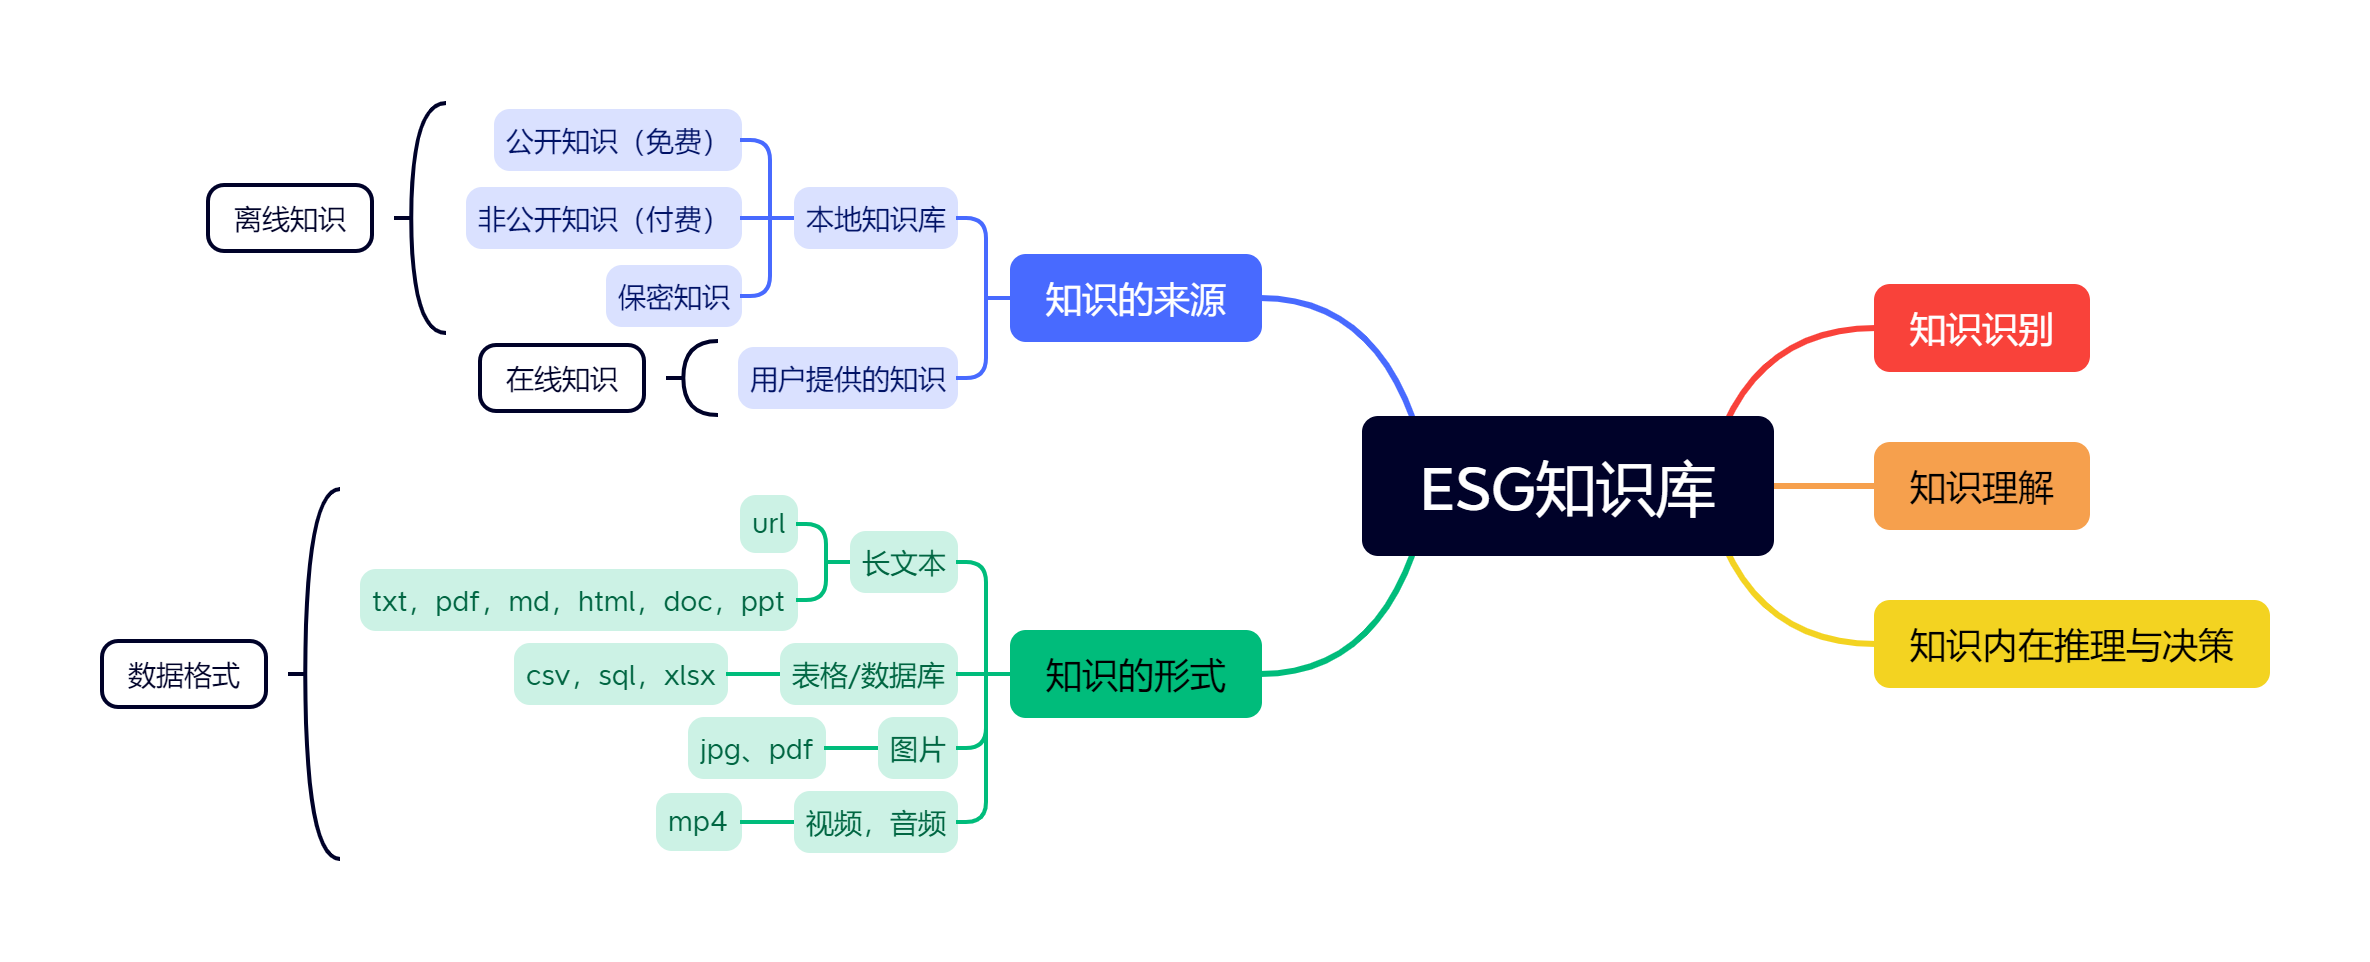 ESG知识库
知识识别
知识理解
知识内在推理与决策
知识的来源
本地知识库
公开知识（免费）
非公开知识（付费）
保密知识
离线知识
用户提供的知识
在线知识
知识的形式
长文本
url
txt，pdf，md，html，doc，ppt
表格/数据库
csv，sql，xlsx
图片
jpg、pdf
视频，音频
mp4
数据格式